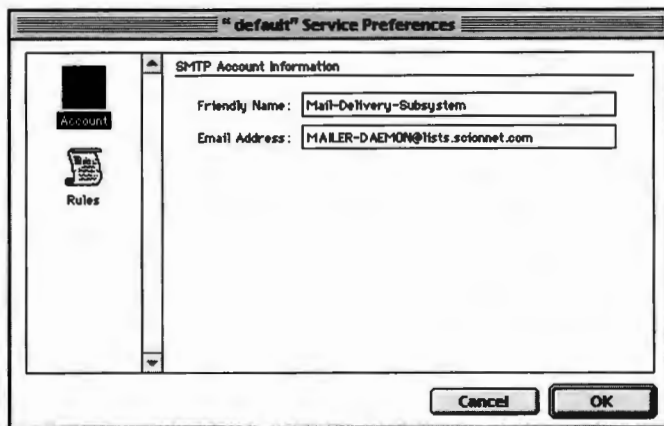 “ default” Service Preferences
Account
Rules
SMTP Account Information
Friendly Name: Mail-Delivery-Subsystem
Email Address: MAILER-DAEMON@lists.scionnet.com
Cancel
OK